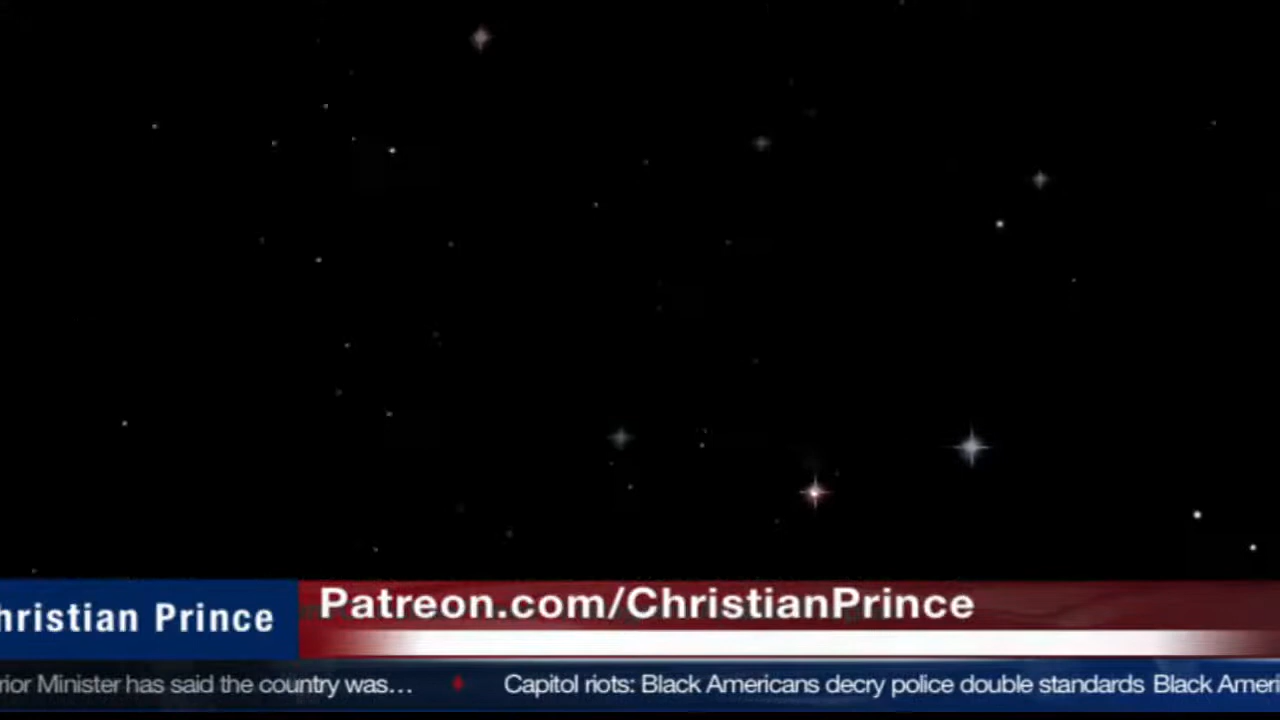 Patreon.com/ChristianPrince
hristian Prince
rior Minister has said the country was... Capitol riots: Black Americans decry police double standards Black Ameri